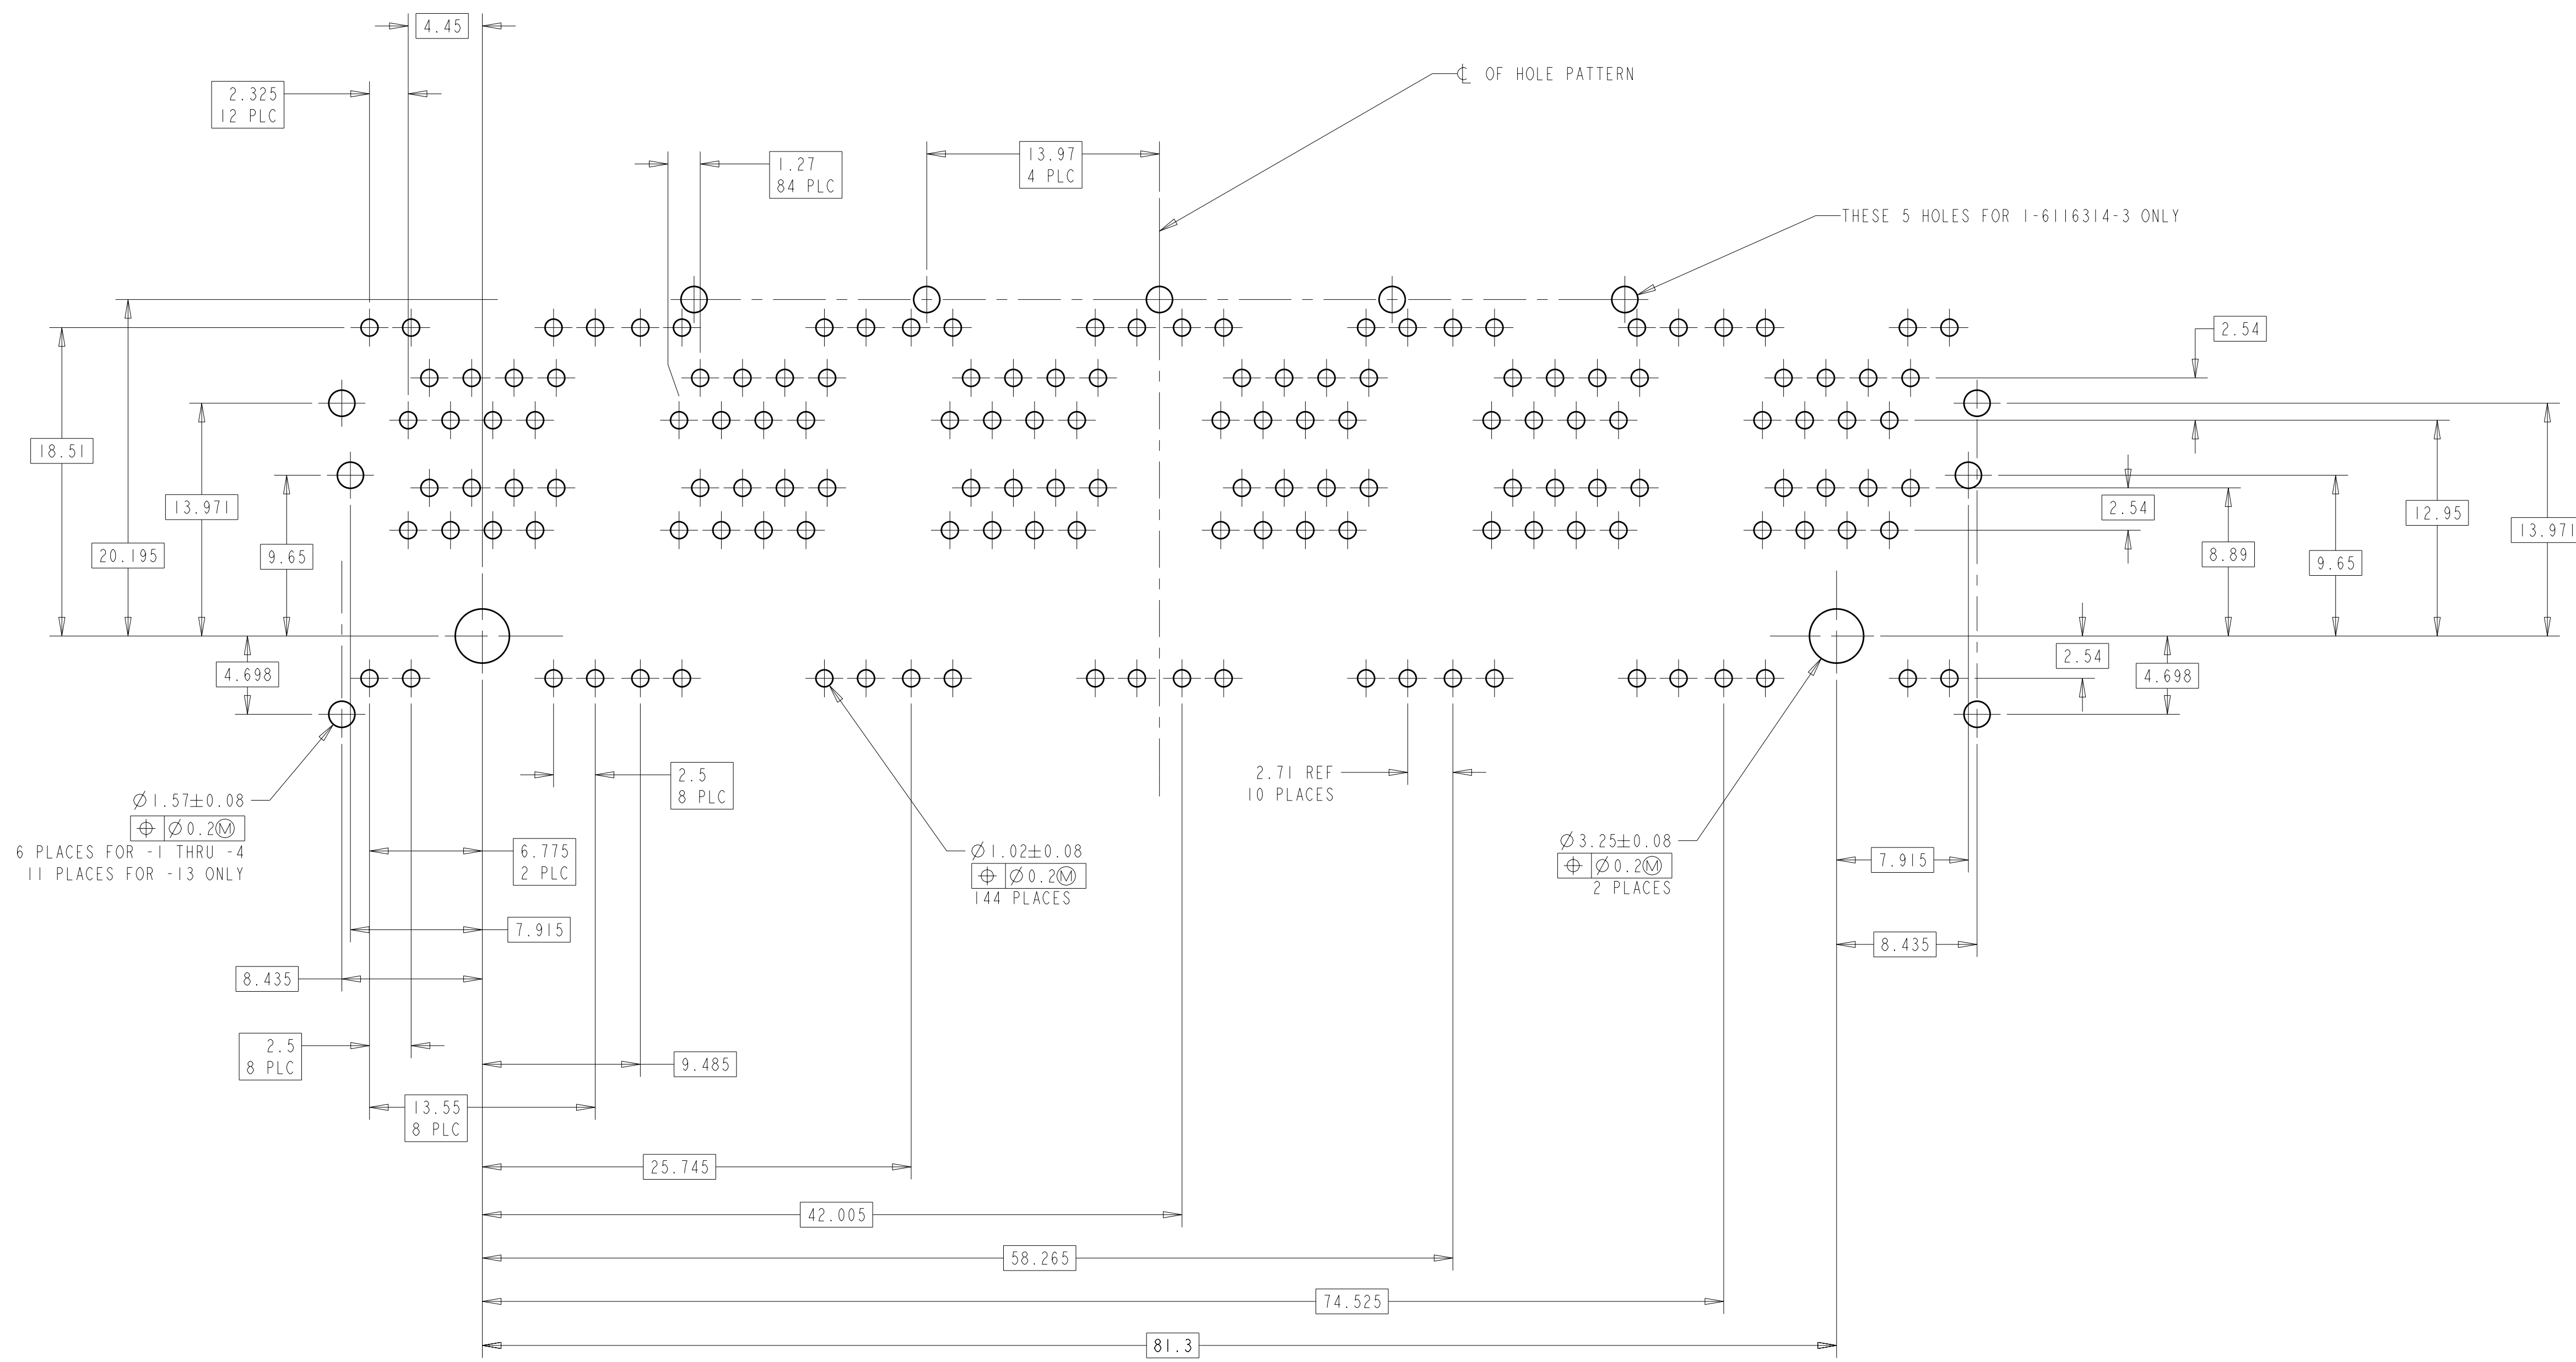 4.45
℄ OF HOLE PATTERN
2.325
12 PLC
1.27
84 PLC
13.97
4 PLC
THESE 5 HOLES FOR 1-6116314-3 ONLY
2.54
18.51
13.971
20.195
9.65
2.54
12.95
13.971
8.89
9.65
4.698
2.54
4.698
2.5
8 PLC
2.71 REF
10 PLACES
Ø1.57±0.08
⌖ Ø0.2Ⓜ
6 PLACES FOR -1 THRU -4
11 PLACES FOR -13 ONLY
6.775
2 PLC
Ø1.02±0.08
⌖ Ø0.2Ⓜ
144 PLACES
Ø3.25±0.08
⌖ Ø0.2Ⓜ
2 PLACES
7.915
7.915
8.435
8.435
2.5
8 PLC
9.485
13.55
8 PLC
25.745
42.005
58.265
74.525
81.3